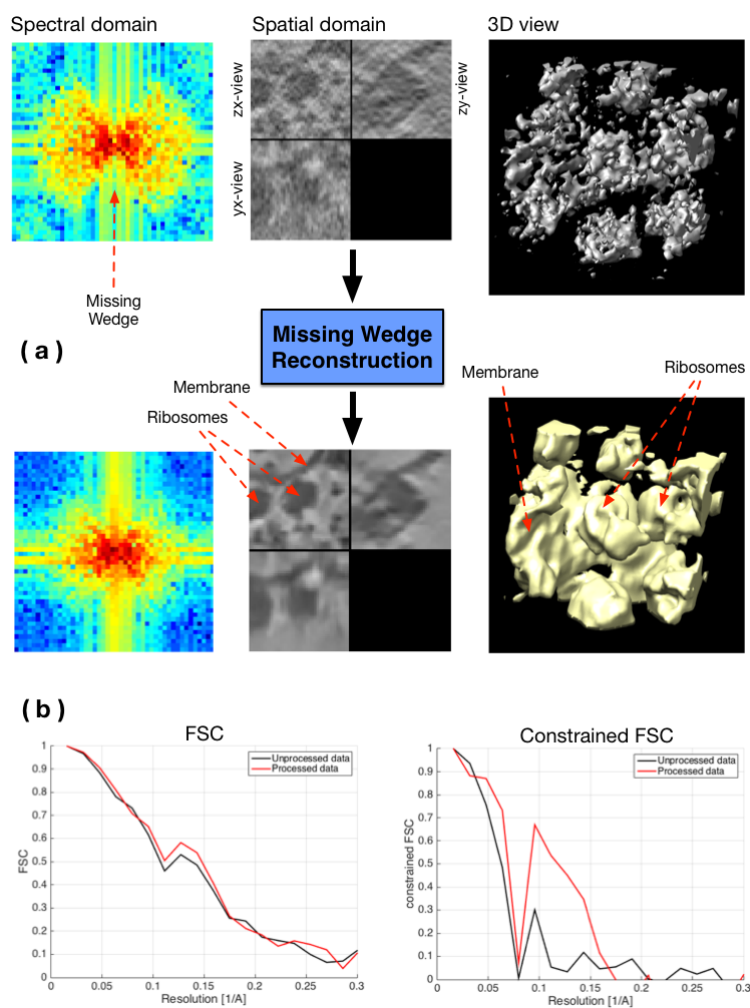 Spectral domain
Spatial domain
3D view
zx-view
zy-view
yx-view
Missing
Wedge
( a )
Missing Wedge
Reconstruction
Membrane
Ribosomes
Membrane
Ribosomes
( b )
FSC
Unprocessed data
Processed data
1
0.9
0.8
0.7
0.6
0.5
0.4
0.3
0.2
0.1
0
FSC
0
0.05
0.1
0.15
0.2
0.25
0.3
Resolution [1/A]
Constrained FSC
Unprocessed data
Processed data
1
0.9
0.8
0.7
0.6
0.5
0.4
0.3
0.2
0.1
0
constrained FSC
0
0.05
0.1
0.15
0.2
0.25
0.3
Resolution [1/A]